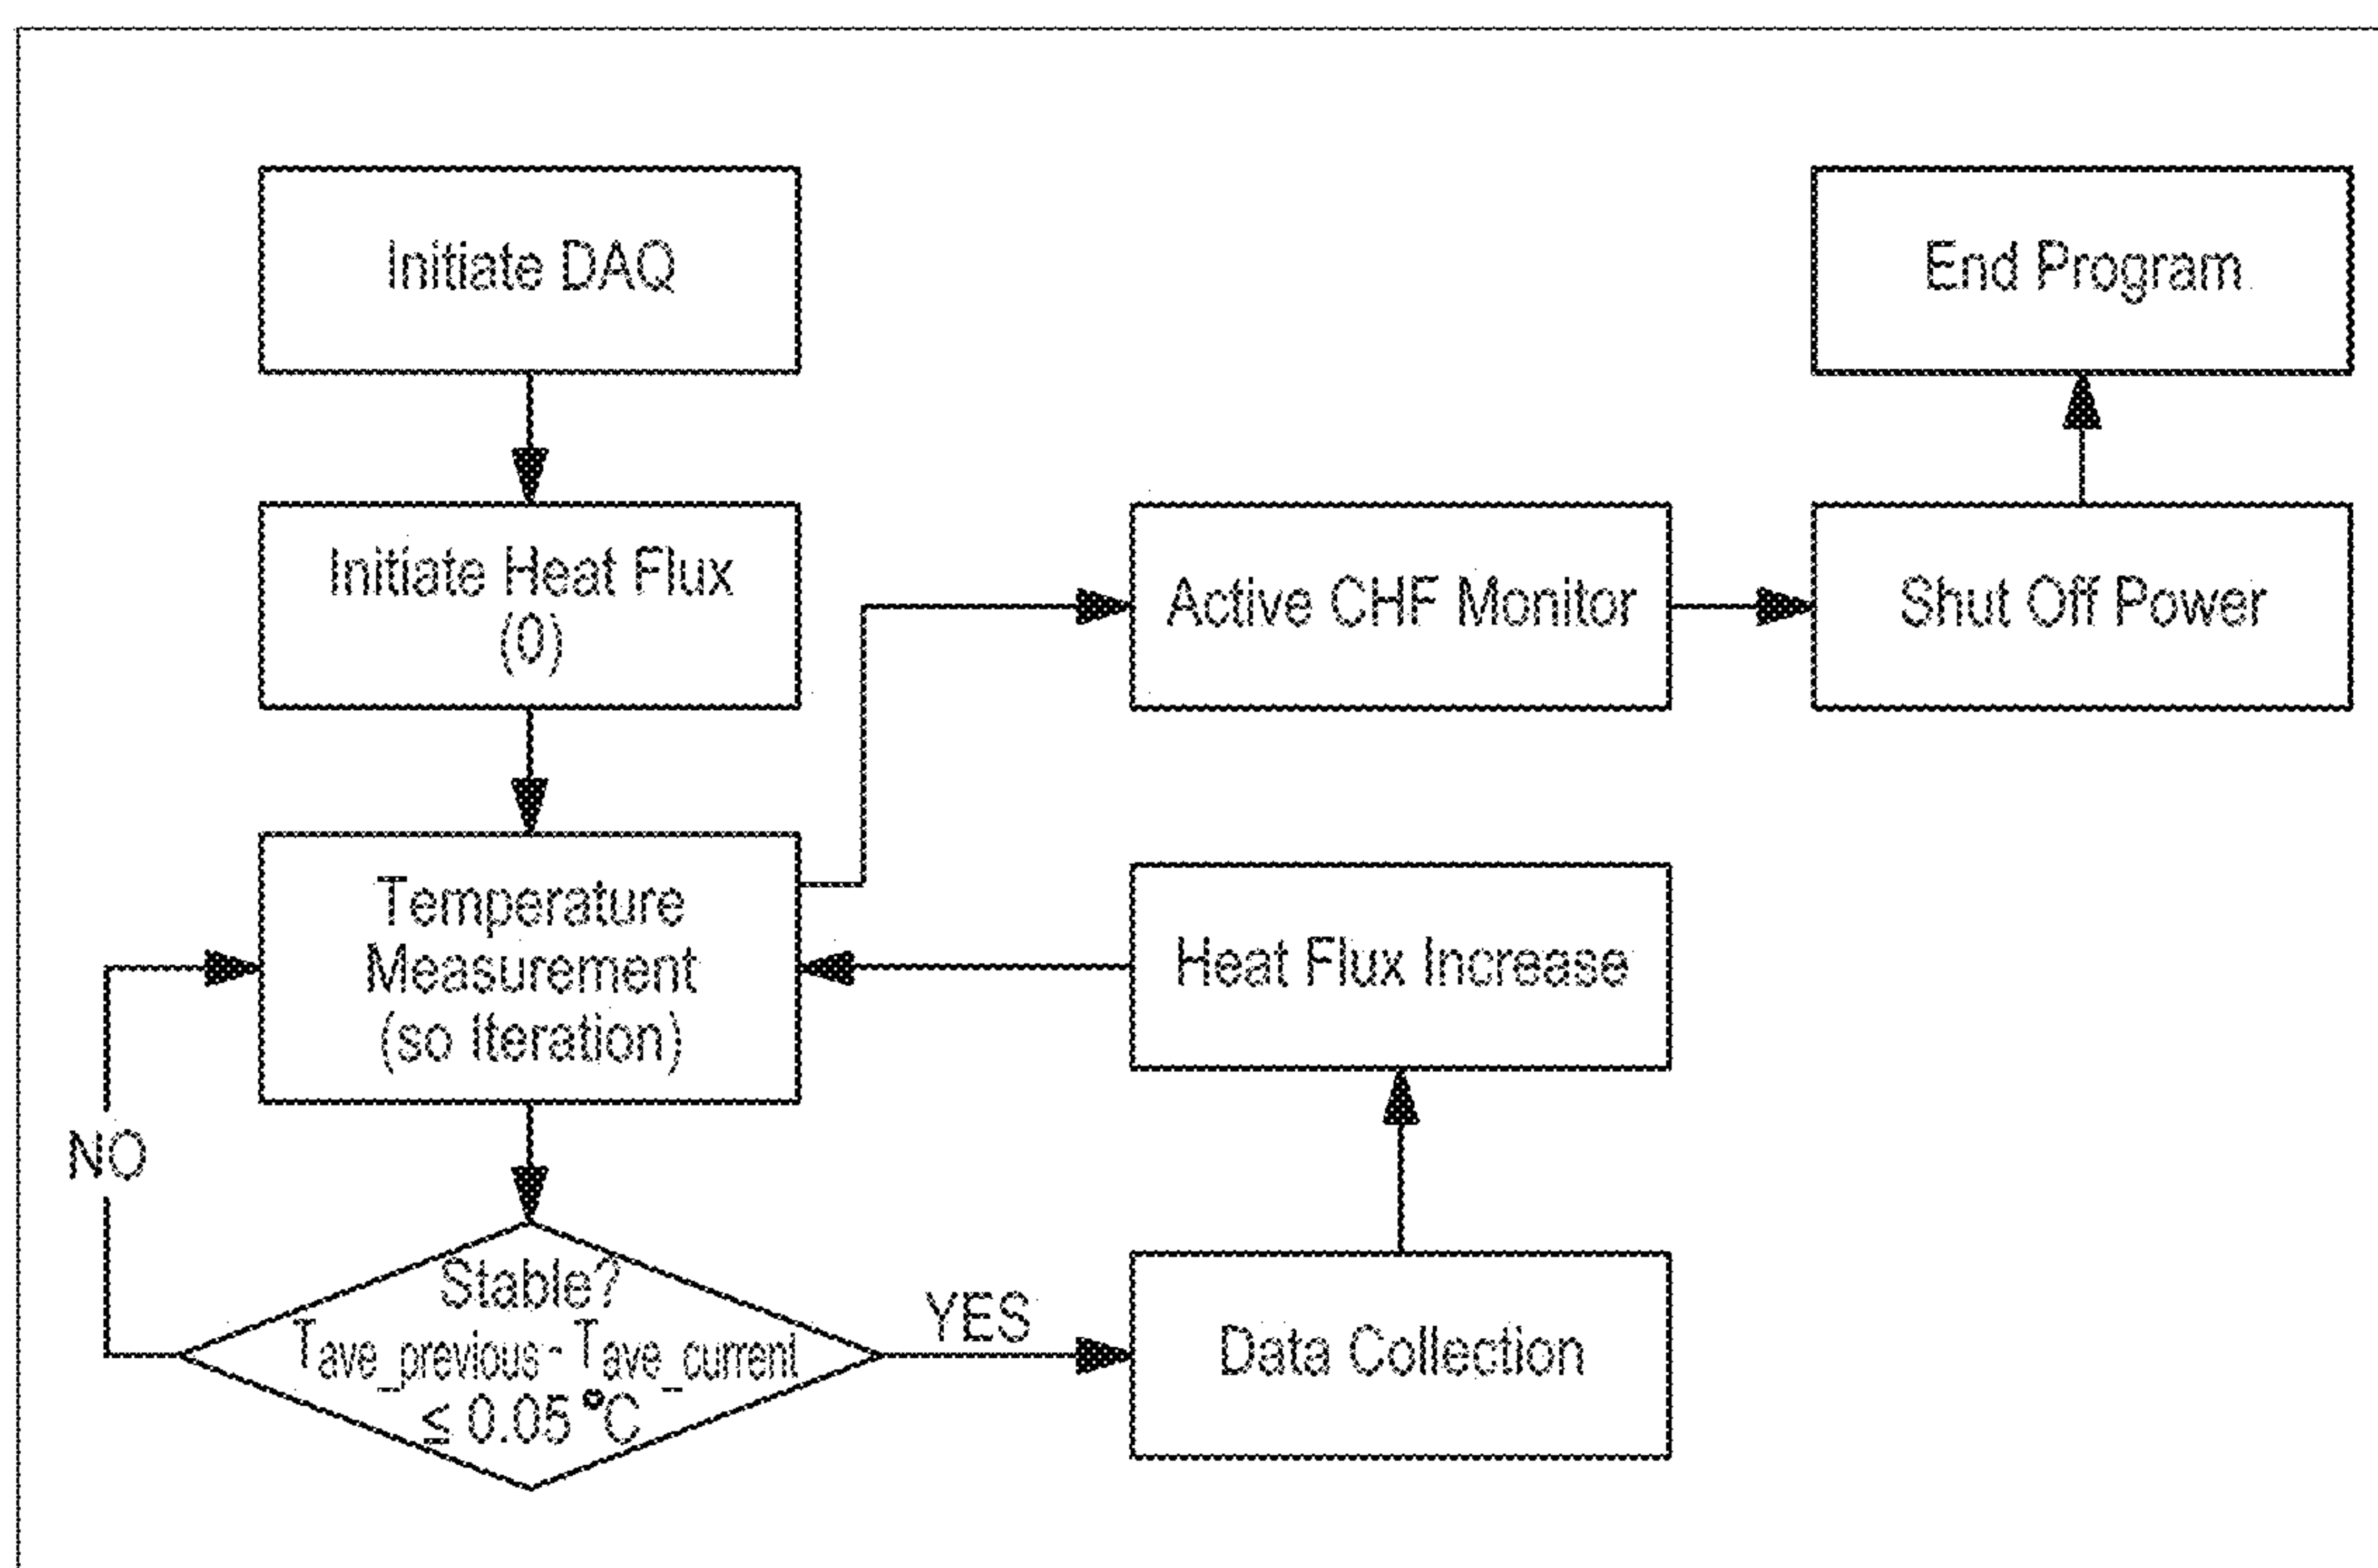 Initiate DAQ
End Program
Initiate Heat Flux
(0)
Active CHF Monitor
Shut Off Power
Temperature
Measurement
(so Iteration)
Heat Flux Increase
NO
Stable?
Tave_previous - Tave_current
≤ 0.05 °C
YES
Data Collection